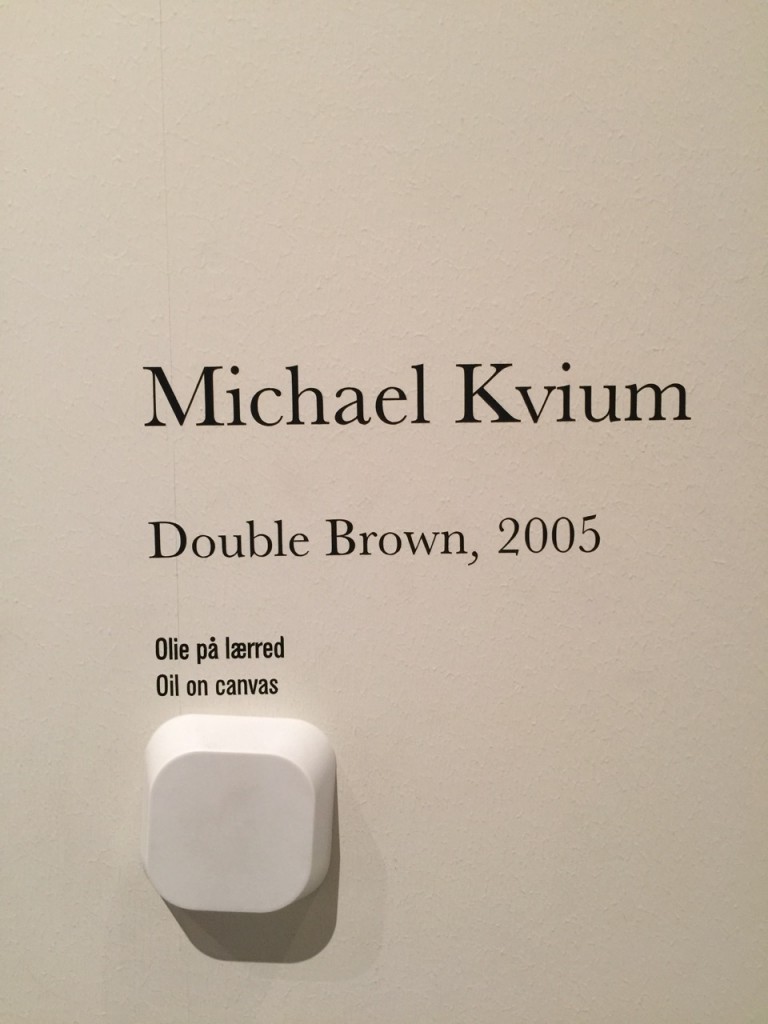 Michael Kvium
Double Brown, 2005
Olie på lærred
Oil on canvas